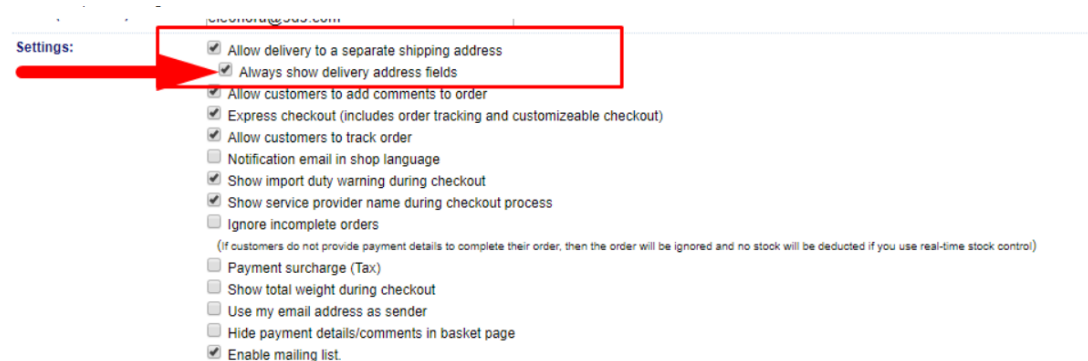 Settings:
Allow delivery to a separate shipping address
Always show delivery address fields
Allow customers to add comments to order
Express checkout (includes order tracking and customizeable checkout)
Allow customers to track order
Notification email in shop language
Show import duty warning during checkout
Show service provider name during checkout process
Ignore incomplete orders
(If customers do not provide payment details to complete their order, then the order will be ignored and no stock will be deducted if you use real-time stock control)
Payment surcharge (Tax)
Show total weight during checkout
Use my email address as sender
Hide payment details/comments in basket page
Enable mailing list.